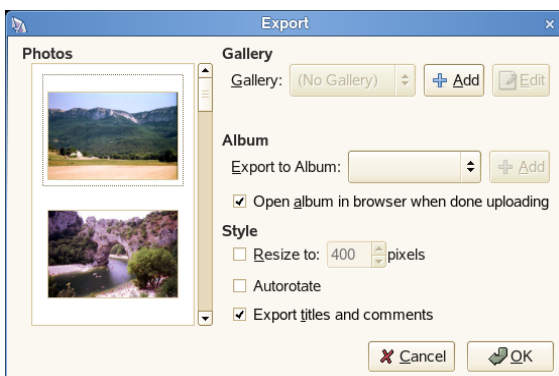 Export
Photos
Gallery
Gallery: (No Gallery) Add Edit
Album
Export to Album: Add
Open album in browser when done uploading
Style
Resize to: 400 pixels
Autorotate
Export titles and comments
Cancel OK